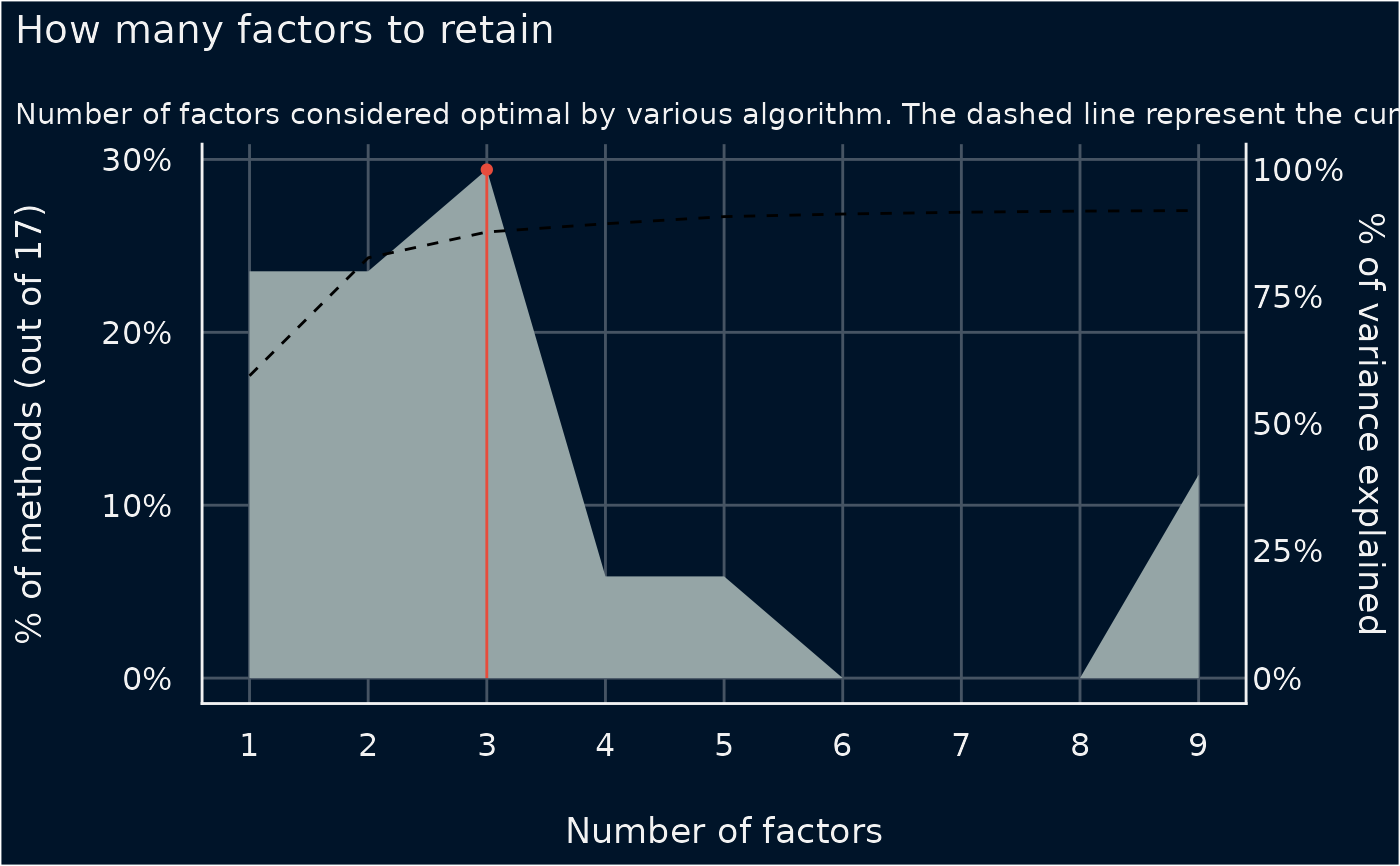 How many factors to retain
Number of factors considered optimal by various algorithm. The dashed line represent the
30%
20%
10%
0%
% of methods (out of 17)
100%
75%
50%
25%
0%
% of variance explained
1 2 3 4 5 6 7 8 9
Number of factors